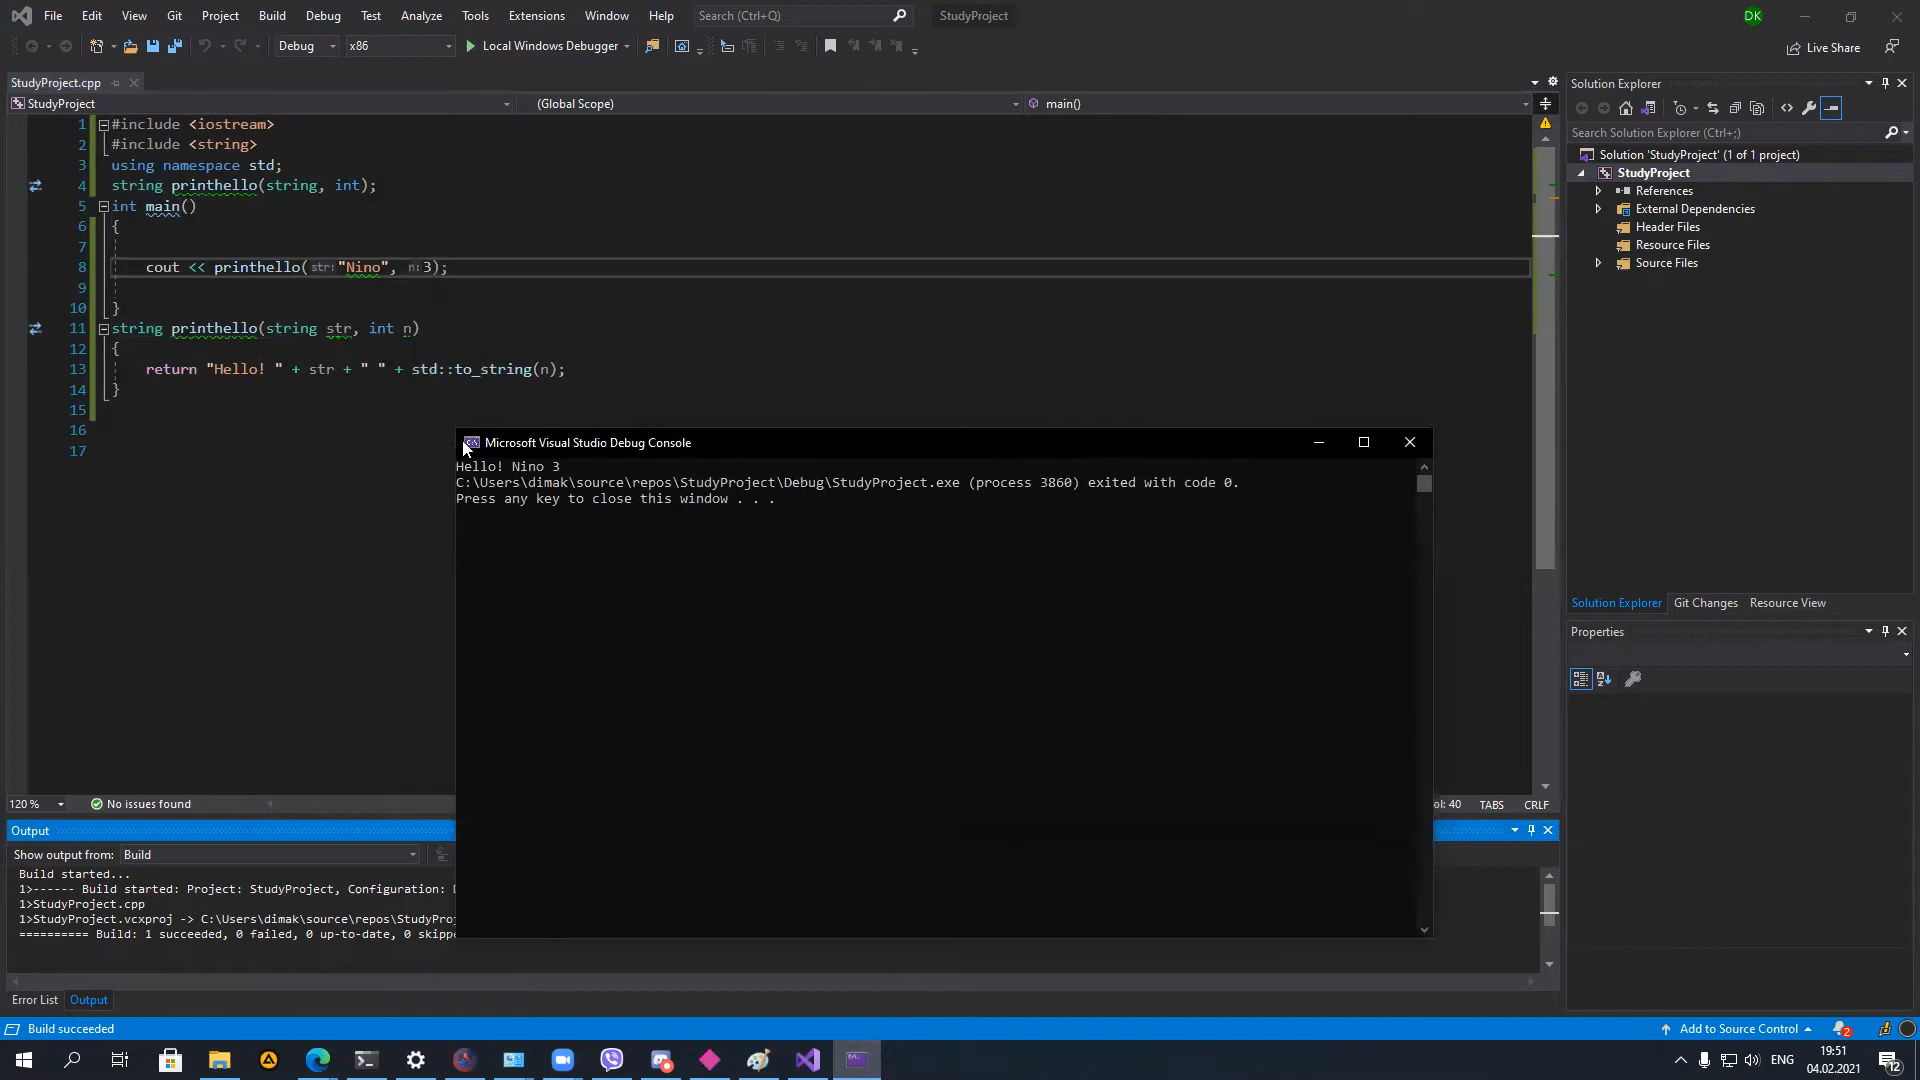 File Edit View Git Project Build Debug Test Analyze Tools Extensions Window Help Search (Ctrl+Q) StudyProject DK
Debug x86 Local Windows Debugger Live Share
StudyProject.cpp
StudyProject (Global Scope) main()
1 #include <iostream>
2 #include <string>
3 using namespace std;
4 string printhello(string, int);
5 int main()
6 {
7
8 cout << printhello(str:"Nino", n:3);
9
10 }
11 string printhello(string str, int n)
12 {
13 return "Hello! " + str + " " + std::to_string(n);
14 }
15
16
17
Microsoft Visual Studio Debug Console
Hello! Nino 3
C:\Users\dimak\source\repos\StudyProject\Debug\StudyProject.exe (process 3860) exited with code 0.
Press any key to close this window . . .
120 % No issues found
ol: 40 TABS CRLF
Output
Show output from: Build
Build started...
1>------ Build started: Project: StudyProject, Configuration: D
1>StudyProject.cpp
1>StudyProject.vcxproj -> C:\Users\dimak\source\repos\StudyProj
========== Build: 1 succeeded, 0 failed, 0 up-to-date, 0 skippe
Error List Output
Solution Explorer
Search Solution Explorer (Ctrl+;)
Solution 'StudyProject' (1 of 1 project)
StudyProject
References
External Dependencies
Header Files
Resource Files
Source Files
Solution Explorer Git Changes Resource View
Properties
Build succeeded
Add to Source Control 2
ENG 19:51
04.02.2021
12